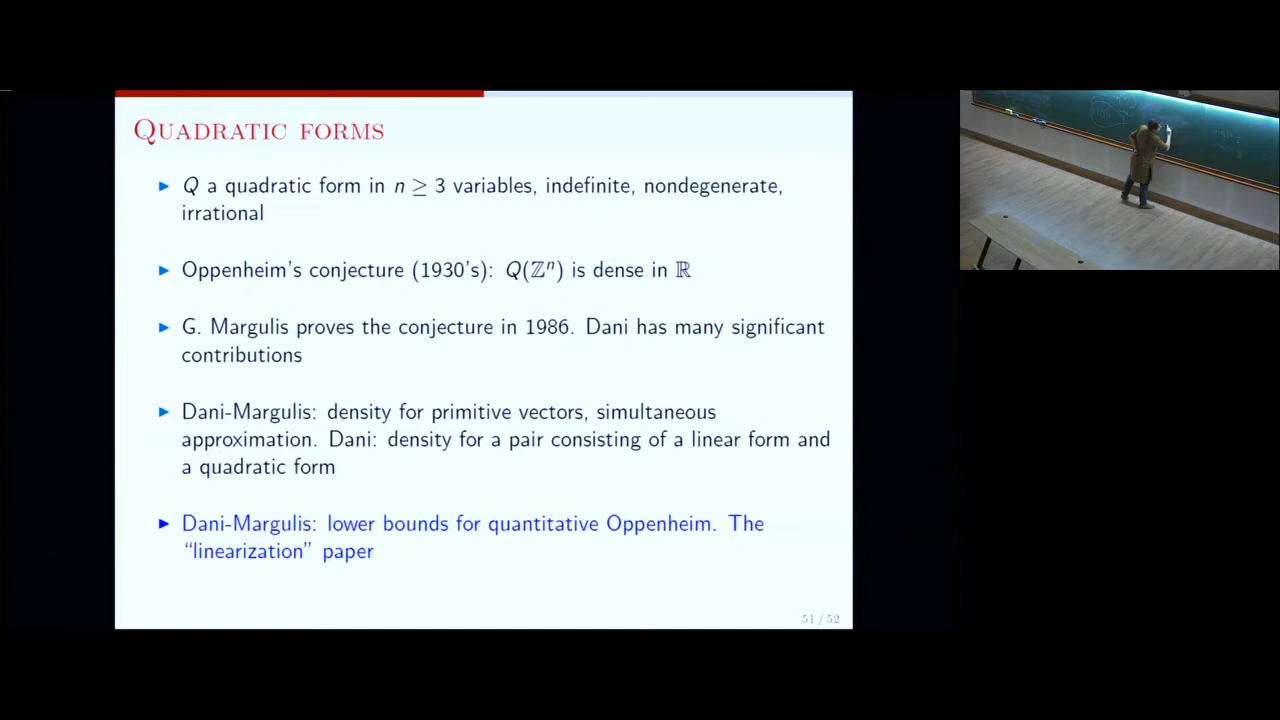 QUADRATIC FORMS
▶ Q a quadratic form in n ≥ 3 variables, indefinite, nondegenerate,
irrational
▶ Oppenheim's conjecture (1930's): Q(ℤⁿ) is dense in ℝ
▶ G. Margulis proves the conjecture in 1986. Dani has many significant
contributions
▶ Dani-Margulis: density for primitive vectors, simultaneous
approximation. Dani: density for a pair consisting of a linear form and
a quadratic form
▶ Dani-Margulis: lower bounds for quantitative Oppenheim. The
“linearization” paper
51 / 52